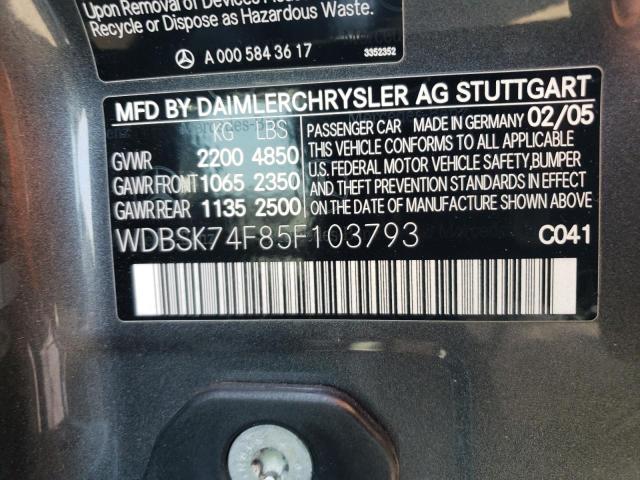 Upon Removal of Devices
Recycle or Dispose as Hazardous Waste.
A 000 584 36 17
3352352
MFD BY DAIMLERCHRYSLER AG STUTTGART
KG LBS
GVWR 2200 4850
GAWR FRONT 1065 2350
GAWR REAR 1135 2500
PASSENGER CAR MADE IN GERMANY 02/05
THIS VEHICLE CONFORMS TO ALL APPLICABLE
U.S. FEDERAL MOTOR VEHICLE SAFETY, BUMPER
AND THEFT PREVENTION STANDARDS IN EFFECT
ON THE DATE OF MANUFACTURE SHOWN ABOVE.
WDBSK74F85F103793
C041